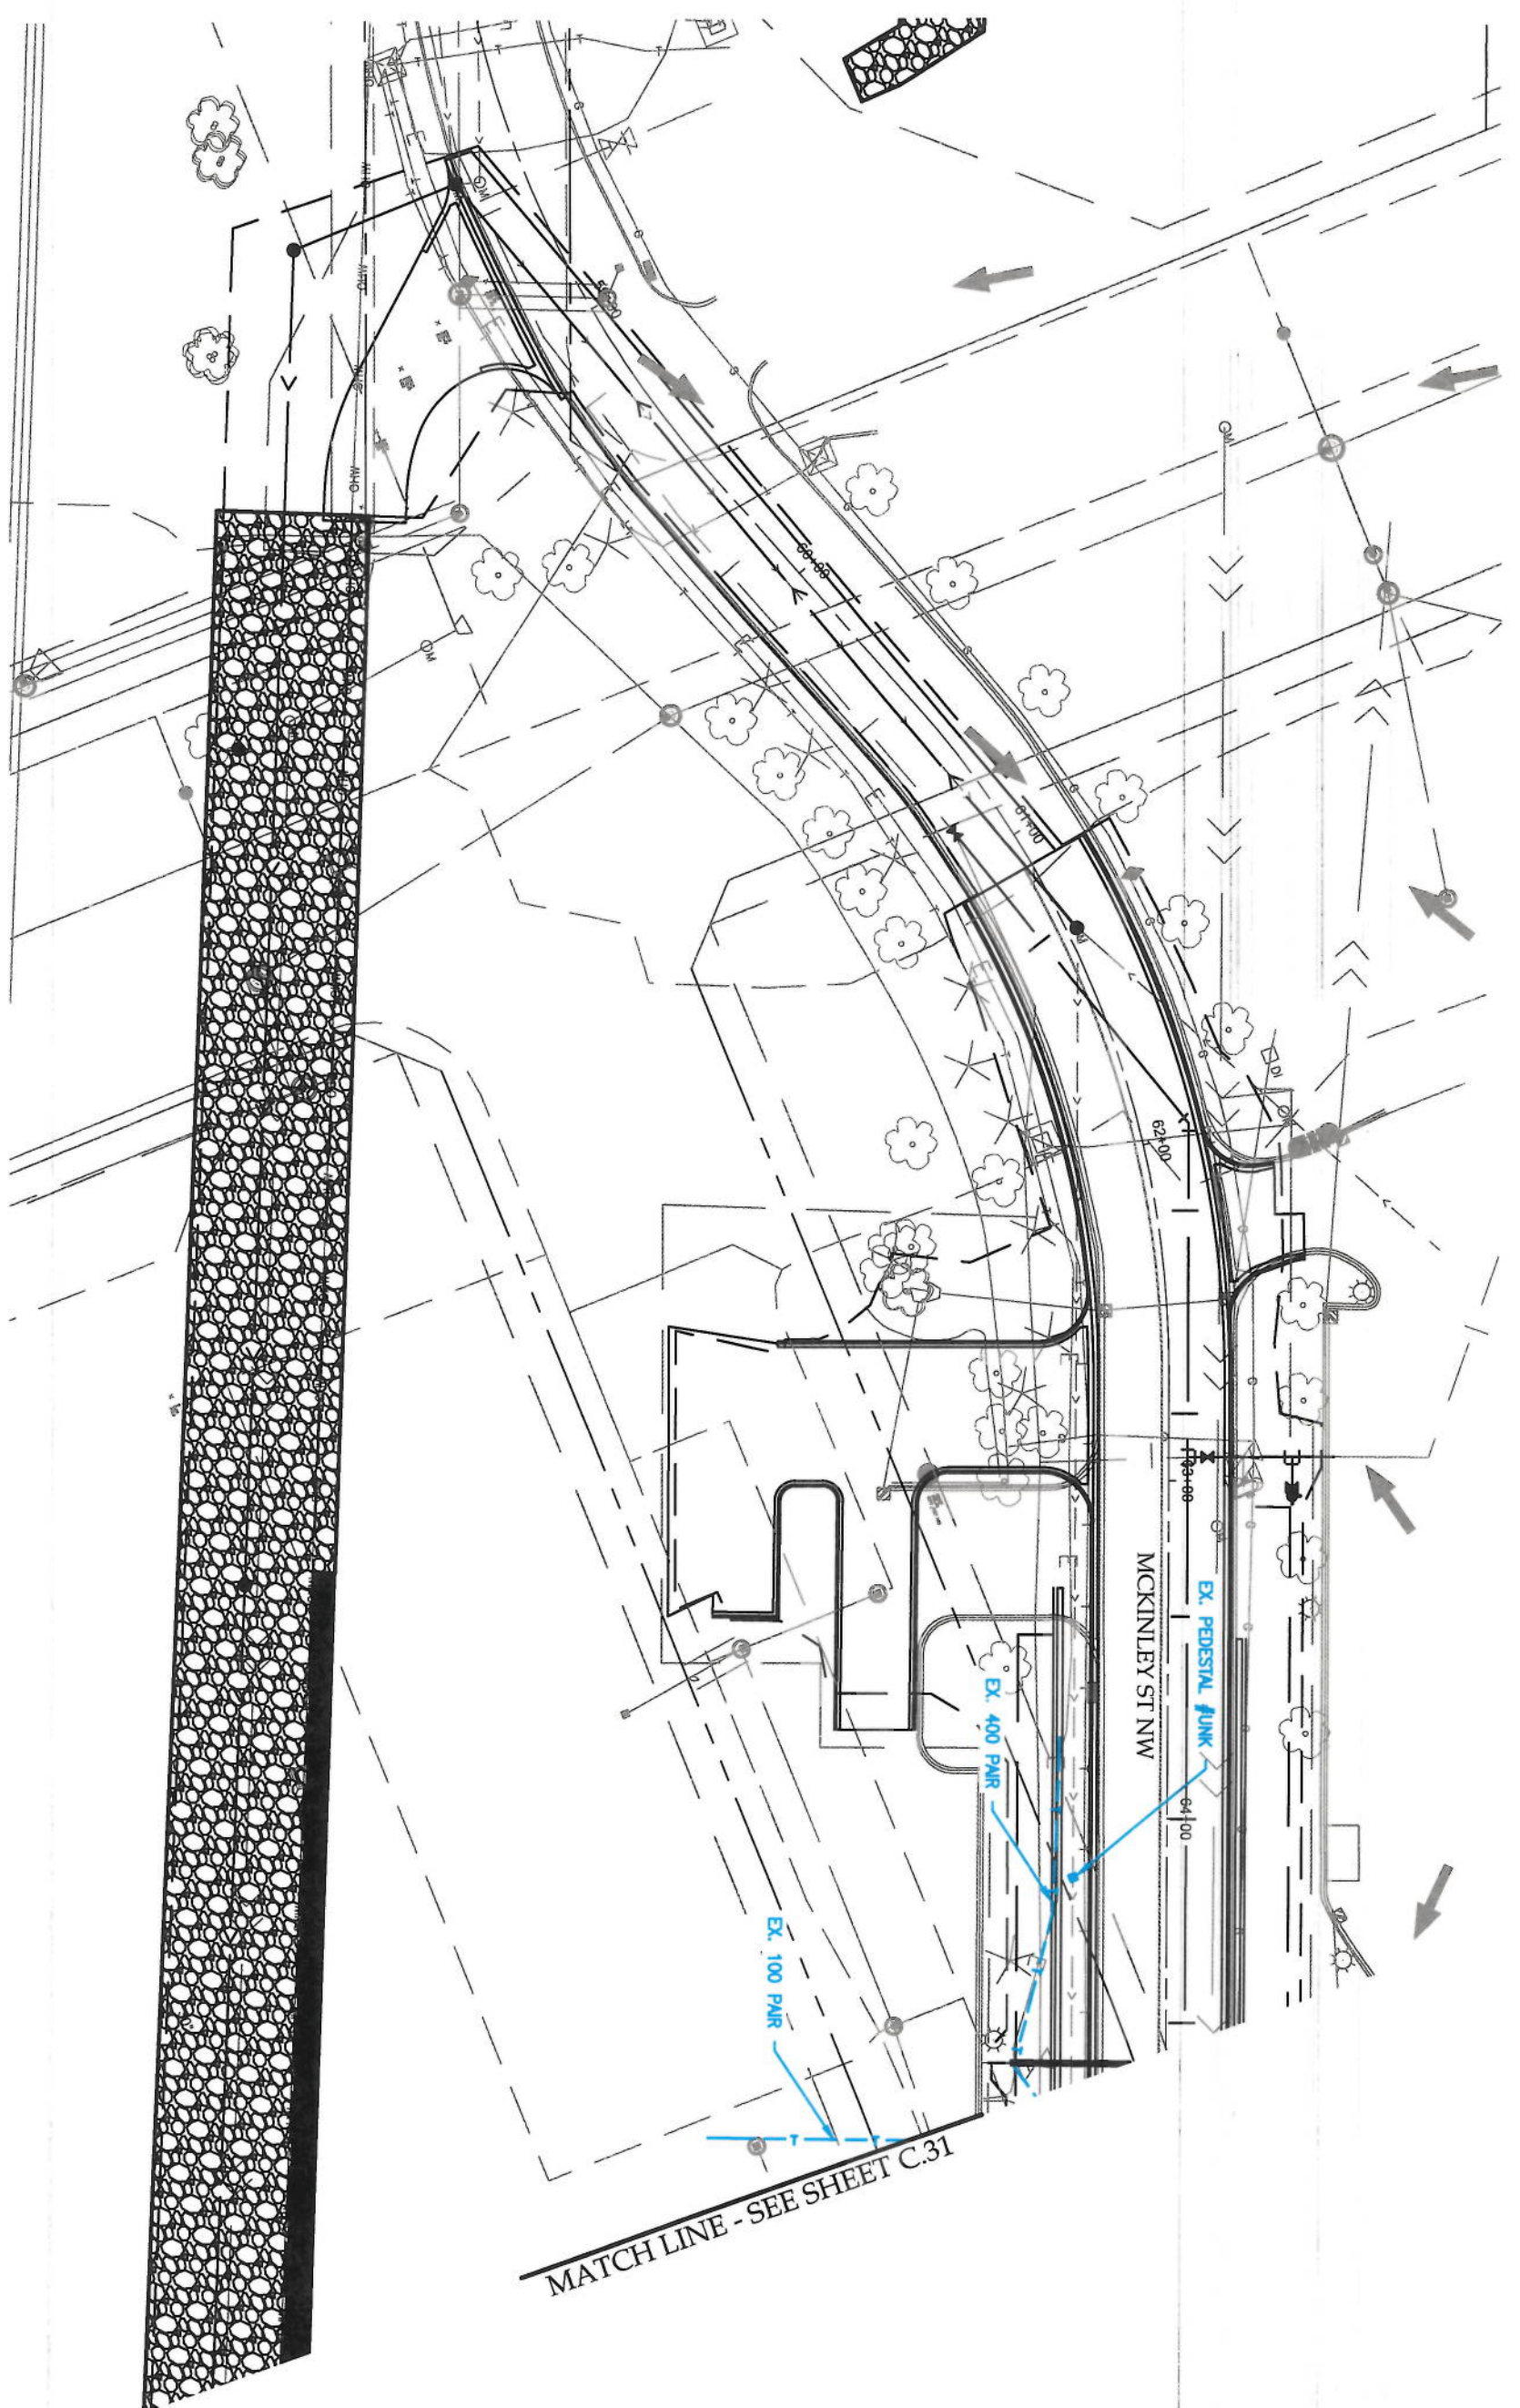 OHW
OHW
OHW
60+00
61+00
DI
62+00
63+00
MCKINLEY ST NW
EX. PEDESTAL JUNK
EX. 400 PAIR
64+00
EX. 100 PAIR
MATCH LINE - SEE SHEET C.31